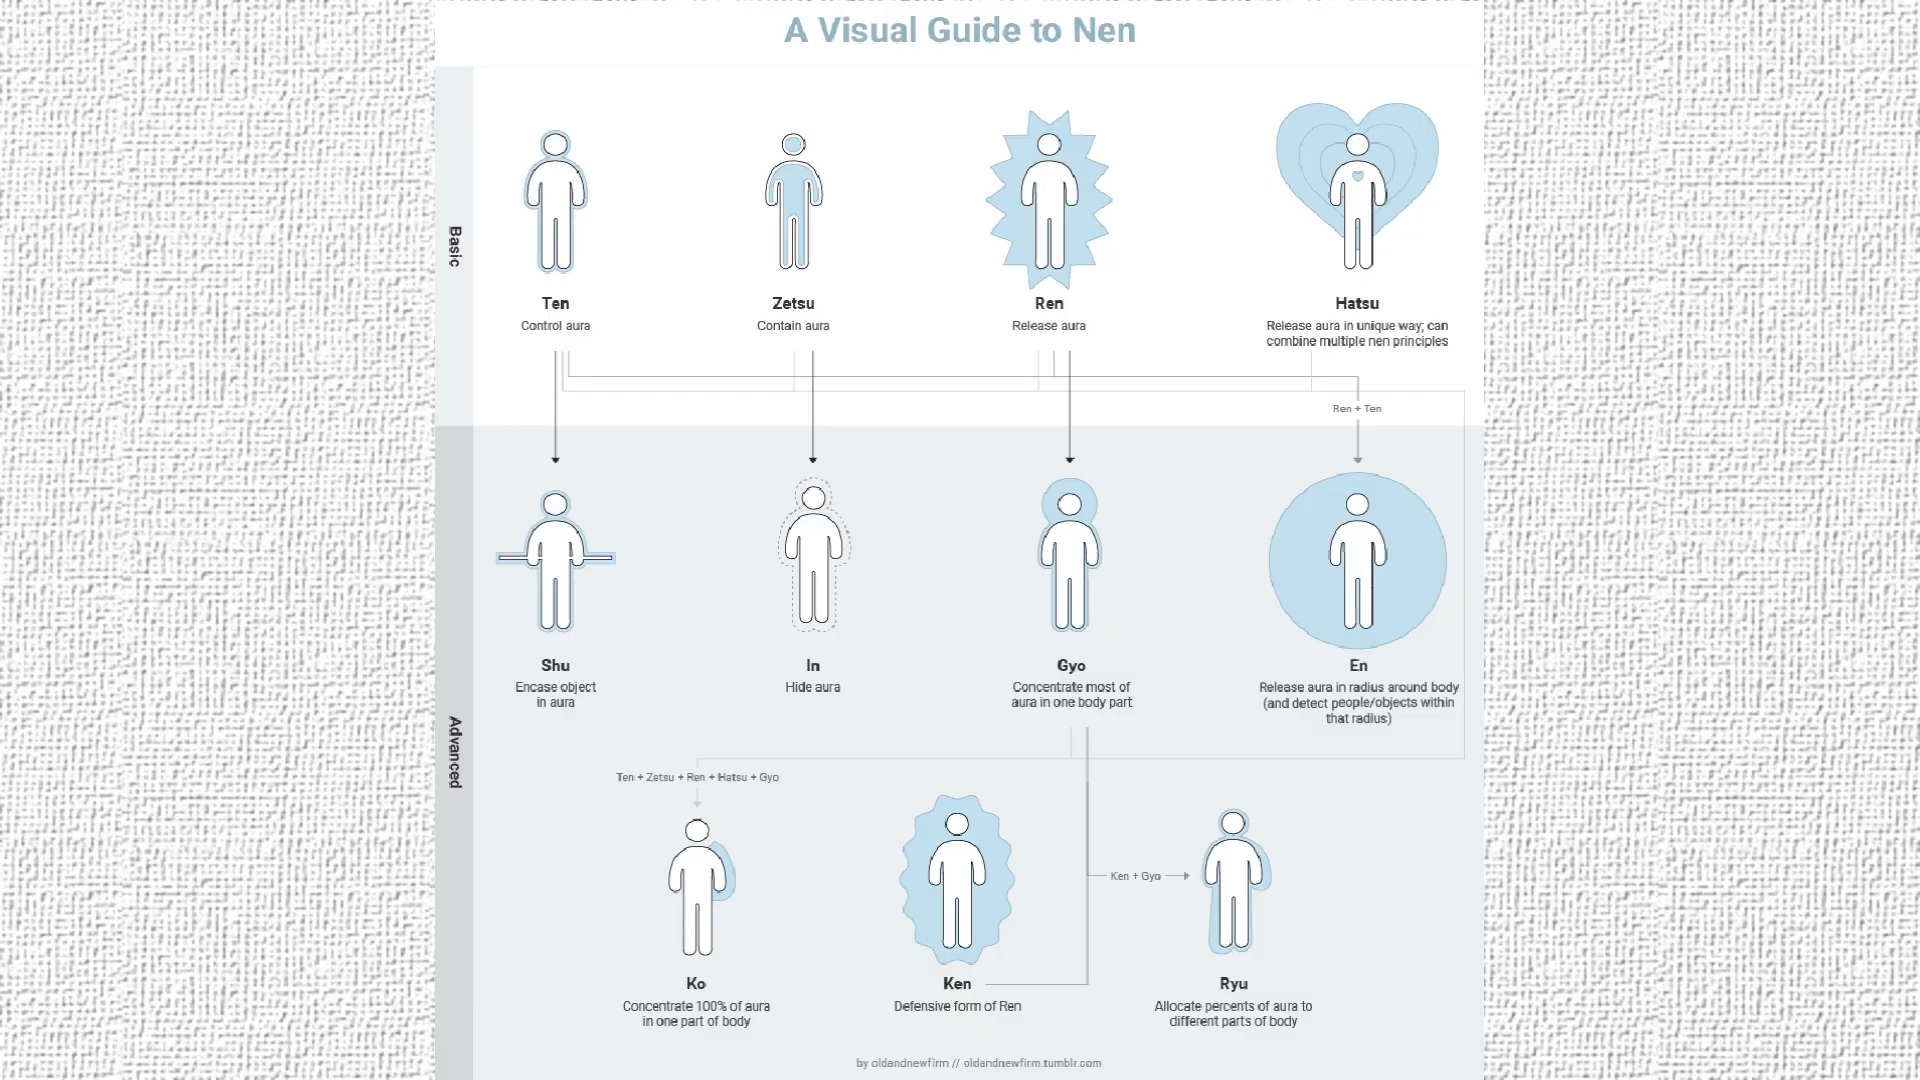 A Visual Guide to Nen
Basic
Ten
Control aura
Zetsu
Contain aura
Ren
Release aura
Hatsu
Release aura in unique way; can
combine multiple nen principles
Ren + Ten
Advanced
Shu
Encase object
in aura
In
Hide aura
Gyo
Concentrate most of
aura in one body part
En
Release aura in radius around body
(and detect people/objects within
that radius)
Ten + Zetsu + Ren + Hatsu + Gyo
Ken + Gyo
Ko
Concentrate 100% of aura
in one part of body
Ken
Defensive form of Ren
Ryu
Allocate percents of aura to
different parts of body
by oldandnewfirm // oldandnewfirm.tumblr.com